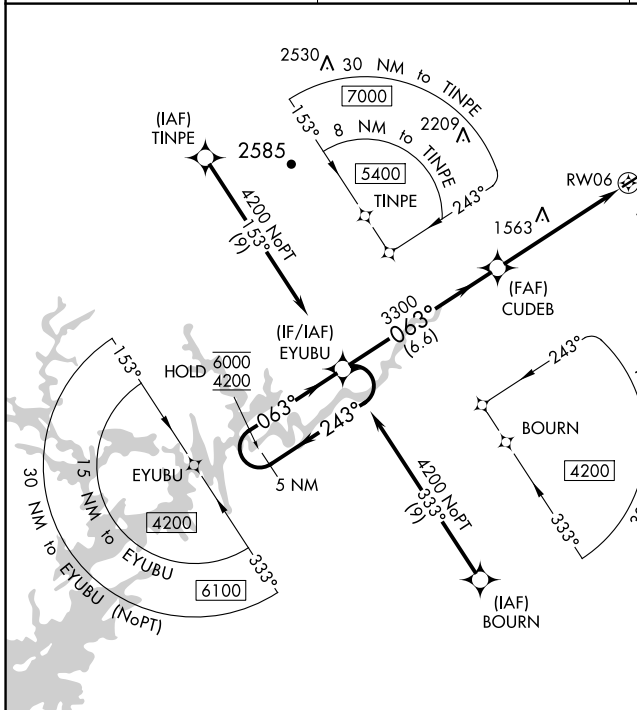 2530
30 NM to TINPE
7000
(IAF)
TINPE
2585
153°
8 NM to TINPE
2209
5400
TINPE
243°
RW06
1563
4200 NoPT
153°
(9)
(FAF)
CUDEB
3300
063°
(6.6)
(IF/IAF)
EYUBU
HOLD 6000
4200
063°
243°
5 NM
153°
EYUBU
15 NM to EYUBU
4200
30 NM to EYUBU (NoPT)
6100
333°
243°
BOURN
4200
333°
4200 NoPT
333°
(9)
(IAF)
BOURN